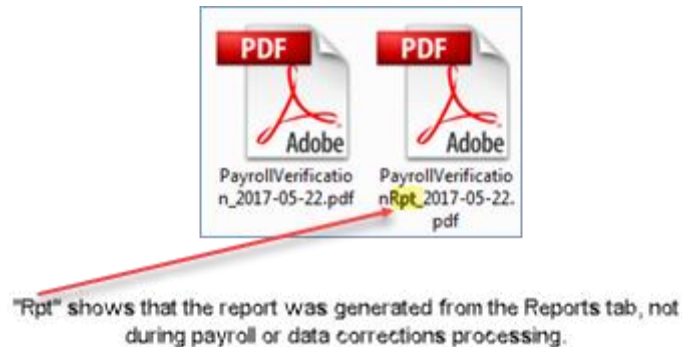 PDF PDF
Adobe Adobe
PayrollVerificatio
n_2017-05-22.pdf
PayrollVerificatio
nRpt_2017-05-22.
pdf
"Rpt" shows that the report was generated from the Reports tab, not
during payroll or data corrections processing.